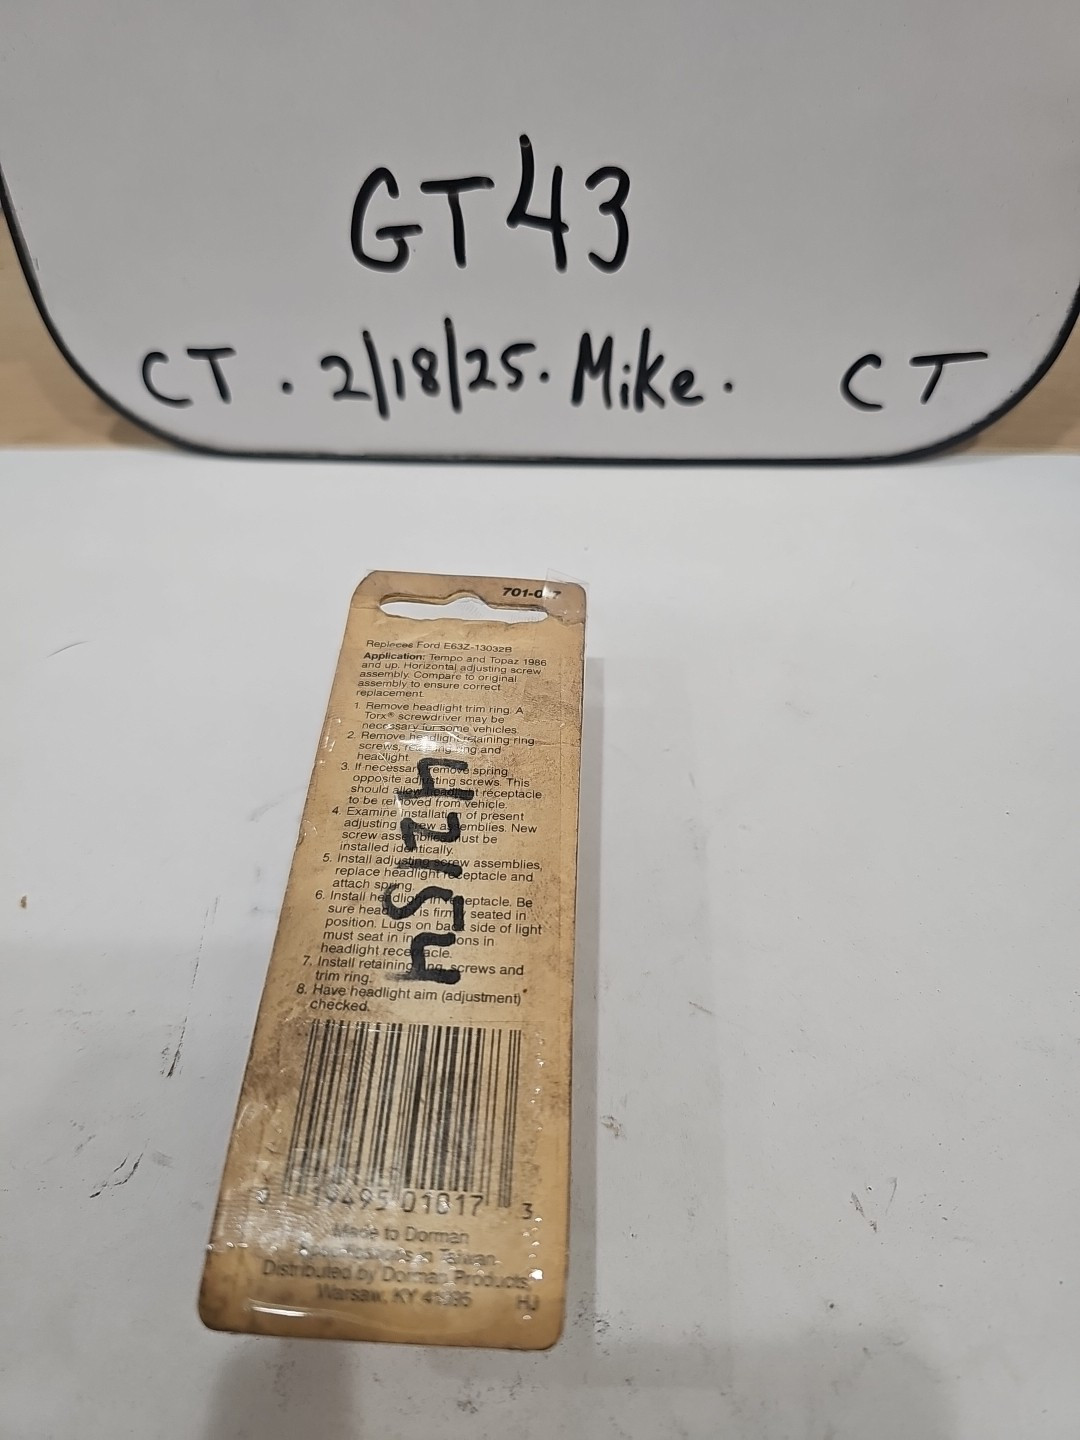 GT43
CT . 2/18/25. Mike. CT
Replaces Ford E63Z-13032B
Application: Tempo and Topaz 1986
and up. Horizontal adjusting screw
assembly. Compare to original
assembly to ensure correct
replacement.
1. Remove headlight trim ring. A
Torx® screwdriver may be
necessary for some vehicles.
2. Remove headlight retaining ring
screws, retaining ring and
headlight.
3. If necessary remove spring
opposite adjusting screws. This
should allow headlight receptacle
to be removed from vehicle.
4. Examine installation of present
adjusting screw assemblies. New
screw assemblies must be
installed identically.
5. Install adjusting screw assemblies,
replace headlight receptacle and
attach spring.
6. Install headlight in receptacle. Be
sure headlight is firmly seated in
position. Lugs on back side of light
must seat in in ons in
headlight receptacle.
7. Install retaining ring, screws and
trim ring.
8. Have headlight aim (adjustment)
checked.
0 19495 01017 3
Made to Dorman
Specifications in Taiwan
Distributed by Dorman Products,
Warsaw, KY 41095 HJ